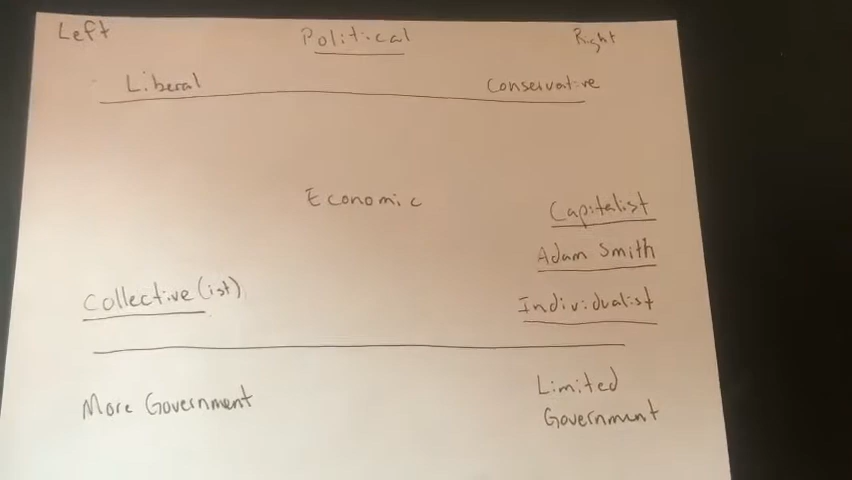 Left Political Right
Liberal Conservative
Economic
Capitalist
Adam Smith
Collective(ist)
Individualist
More Government
Limited
Government